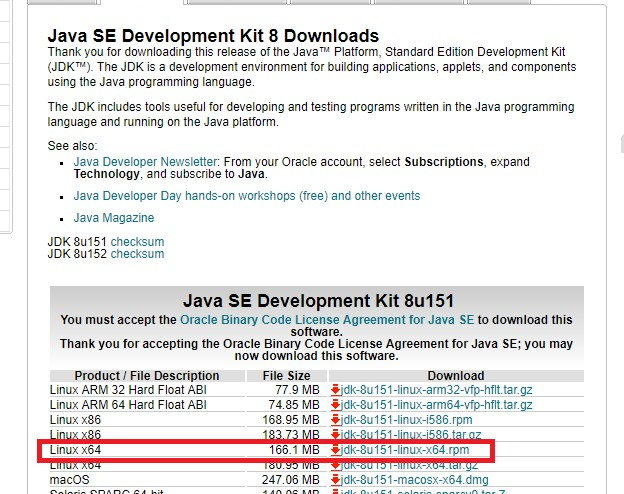 Java SE Development Kit 8 Downloads
Thank you for downloading this release of the Java™ Platform, Standard Edition Development Kit
(JDK™). The JDK is a development environment for building applications, applets, and components
using the Java programming language.
The JDK includes tools useful for developing and testing programs written in the Java programming
language and running on the Java platform.
See also:
Java Developer Newsletter: From your Oracle account, select Subscriptions, expand
Technology, and subscribe to Java.
Java Developer Day hands-on workshops (free) and other events
Java Magazine
JDK 8u151 checksum
JDK 8u152 checksum
Java SE Development Kit 8u151
You must accept the Oracle Binary Code License Agreement for Java SE to download this
software.
Thank you for accepting the Oracle Binary Code License Agreement for Java SE; you may
now download this software.
Product / File Description File Size Download
Linux ARM 32 Hard Float ABI 77.9 MB jdk-8u151-linux-arm32-vfp-hflt.tar.gz
Linux ARM 64 Hard Float ABI 74.85 MB jdk-8u151-linux-arm64-vfp-hflt.tar.gz
Linux x86 168.95 MB jdk-8u151-linux-i586.rpm
Linux x86 183.73 MB jdk-8u151-linux-i586.tar.gz
Linux x64 166.1 MB jdk-8u151-linux-x64.rpm
Linux x64 180.95 MB jdk-8u151-linux-x64.tar.gz
macOS 247.06 MB jdk-8u151-macosx-x64.dmg
Solaris SPARC 64-bit 140.06 MB jdk-8u151-solaris-sparcv9.tar.Z